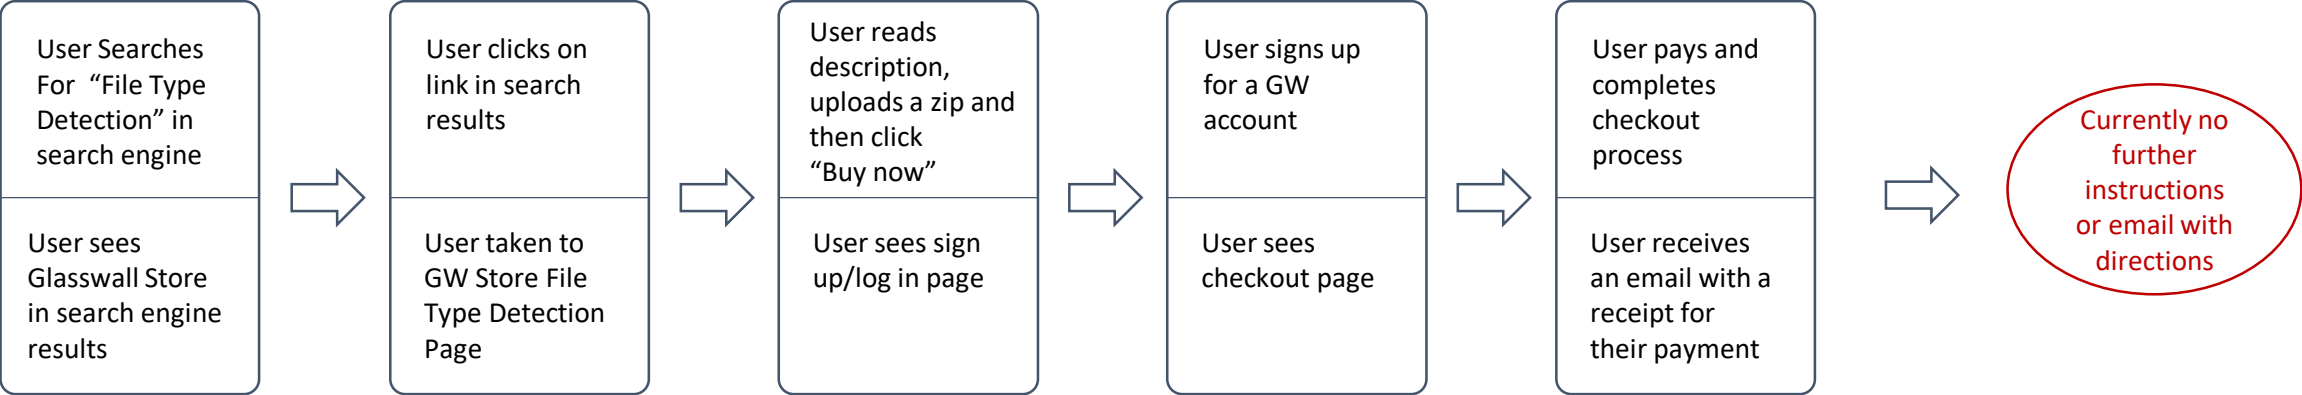 User Searches
For “File Type
Detection” in
search engine
User sees
Glasswall Store
in search engine
results
User clicks on
link in search
results
User taken to
GW Store File
Type Detection
Page
User reads
description,
uploads a zip and
then click
“Buy now”
User sees sign
up/log in page
User signs up
for a GW
account
User sees
checkout page
User pays and
completes
checkout
process
User receives
an email with a
receipt for
their payment
Currently no
further
instructions
or email with
directions